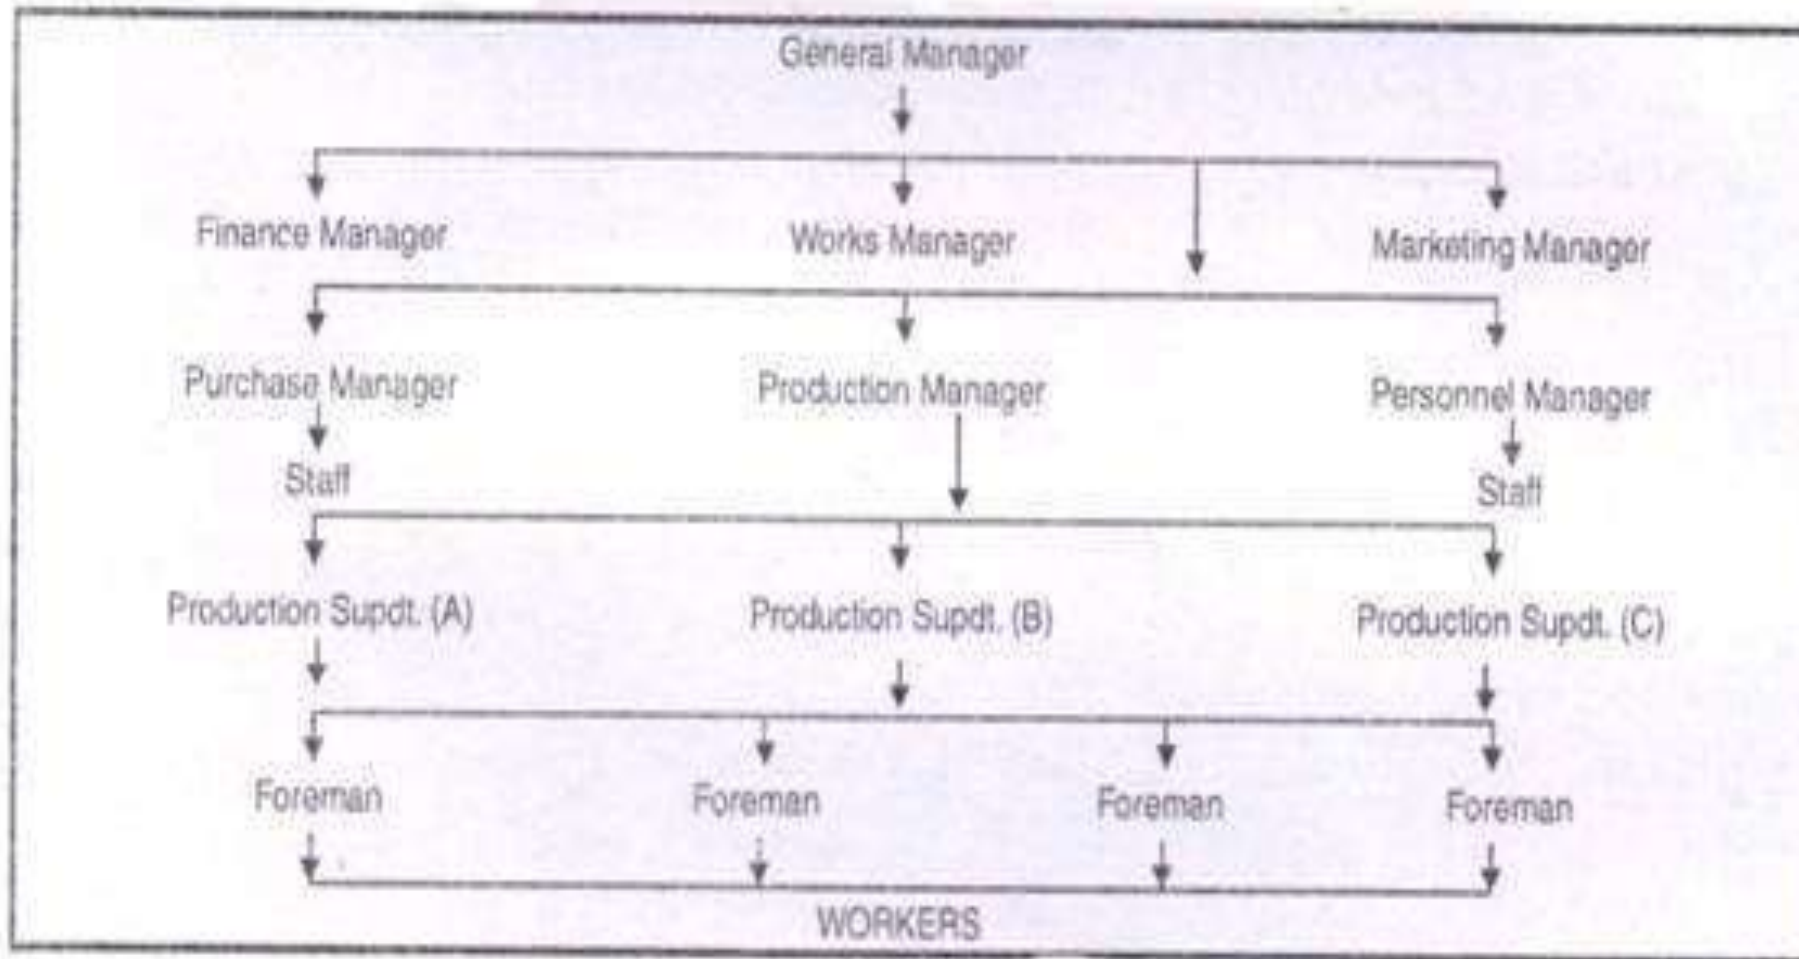 General Manager
Finance Manager Works Manager Marketing Manager
Purchase Manager Production Manager Personnel Manager
Staff Staff
Production Supdt. (A) Production Supdt. (B) Production Supdt. (C)
Foreman Foreman Foreman Foreman
WORKERS